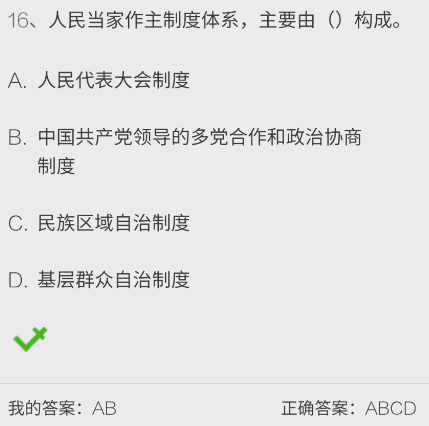 16、人民当家作主制度体系，主要由（）构成。
A. 人民代表大会制度
B. 中国共产党领导的多党合作和政治协商
制度
C. 民族区域自治制度
D. 基层群众自治制度
我的答案：AB 正确答案：ABCD